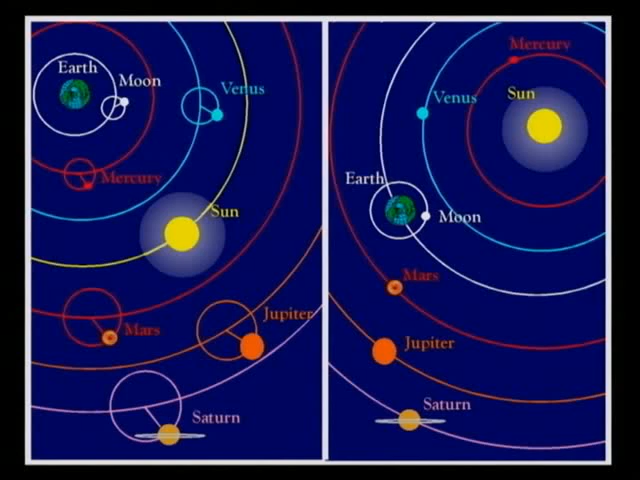 Earth
Moon
Venus
Mercury
Sun
Mars
Jupiter
Saturn
Mercury
Sun
Venus
Earth
Moon
Mars
Jupiter
Saturn